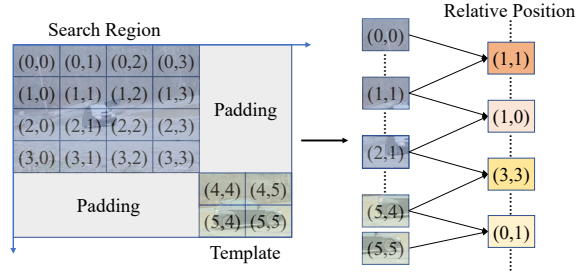 Search Region
(0,0) (0,1) (0,2) (0,3)
(1,0) (1,1) (1,2) (1,3)
(2,0) (2,1) (2,2) (2,3)
(3,0) (3,1) (3,2) (3,3)
Padding
Padding
(4,4) (4,5)
(5,4) (5,5)
Template
(0,0)
(1,1)
(2,1)
(5,4)
(5,5)
Relative Position
(1,1)
(1,0)
(3,3)
(0,1)